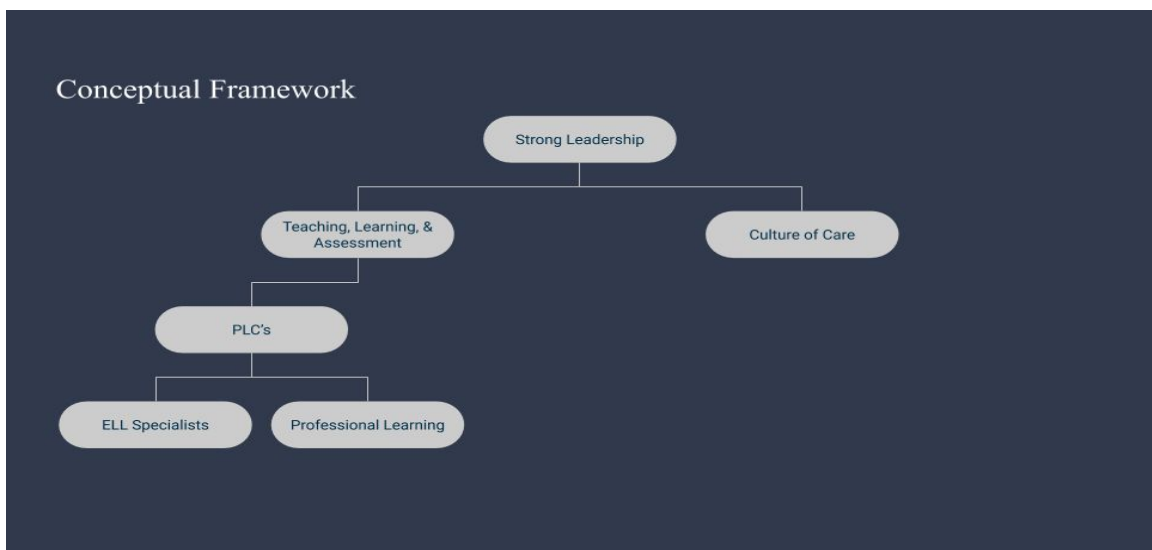 Conceptual Framework
Strong Leadership
Teaching, Learning, &
Assessment
Culture of Care
PLC's
ELL Specialists
Professional Learning